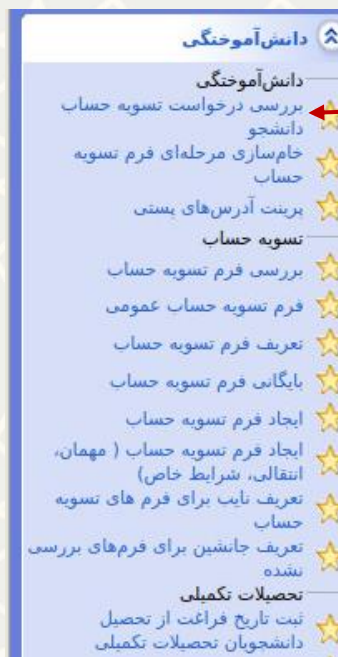 دانش‌آموختگی
دانش‌آموختگی
بررسی درخواست تسویه حساب
دانشجو
خام‌سازی مرحله‌ای فرم تسویه
حساب
پرینت آدرس‌های پستی
تسویه حساب
بررسی فرم تسویه حساب
فرم تسویه حساب عمومی
تعریف فرم تسویه حساب
بایگانی فرم تسویه حساب
ایجاد فرم تسویه حساب
ایجاد فرم تسویه حساب ( مهمان،
انتقالی، شرایط خاص)
تعریف نایب برای فرم های تسویه
حساب
تعریف جانشین برای فرم‌های بررسی
نشده
تحصیلات تکمیلی
ثبت تاریخ فراغت از تحصیل
دانشجویان تحصیلات تکمیلی